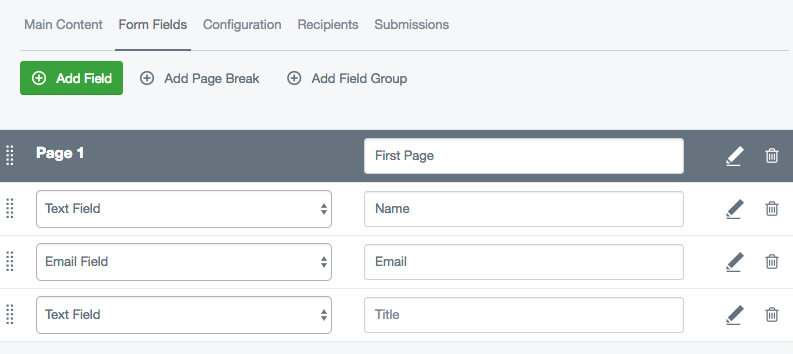 Main Content Form Fields Configuration Recipients Submissions
Add Field Add Page Break Add Field Group
Page 1 First Page
Text Field Name
Email Field Email
Text Field Title